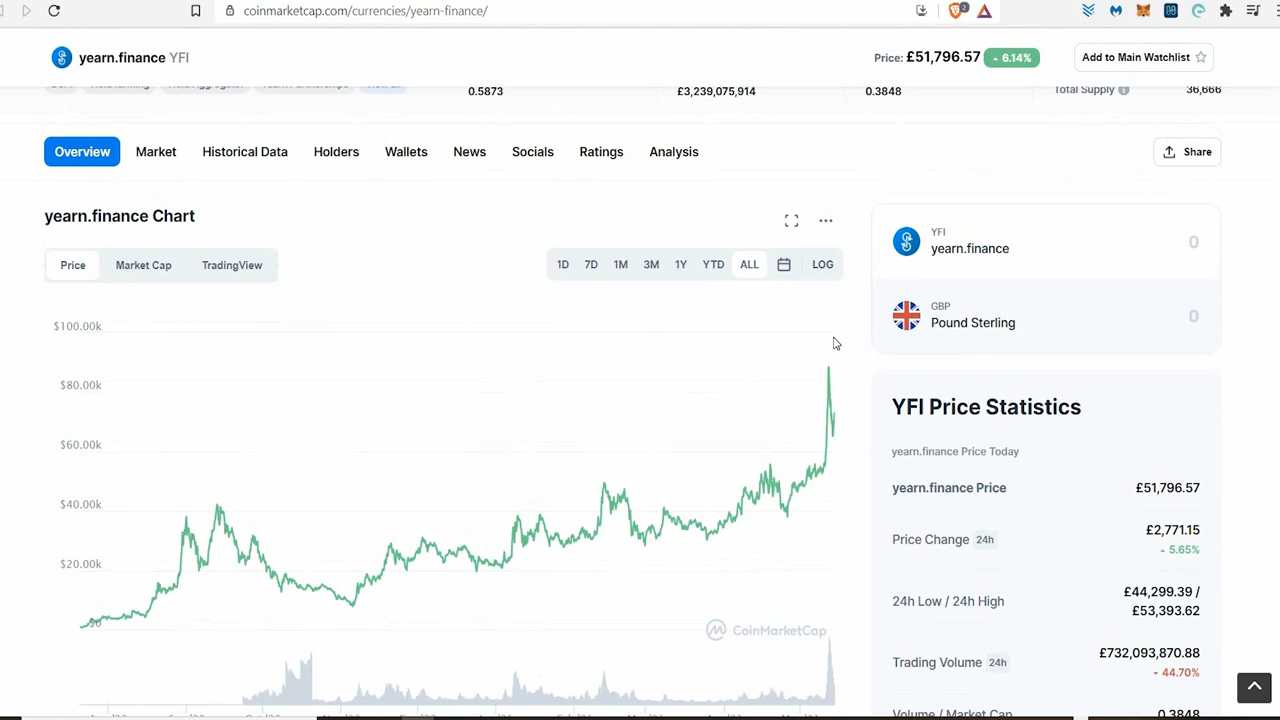 coinmarketcap.com/currencies/yearn-finance/
2
yearn.finance YFI
Price: £51,796.57 6.14%
Add to Main Watchlist
0.5873
£3,239,075,914
0.3848
Total Supply
36,666
Overview
Market
Historical Data
Holders
Wallets
News
Socials
Ratings
Analysis
Share
yearn.finance Chart
Price
Market Cap
TradingView
1D
7D
1M
3M
1Y
YTD
ALL
LOG
$100.00k
$80.00k
$60.00k
$40.00k
$20.00k
CoinMarketCap
YFI
yearn.finance
0
GBP
Pound Sterling
0
YFI Price Statistics
yearn.finance Price Today
yearn.finance Price
£51,796.57
Price Change 24h
£2,771.15
5.65%
24h Low / 24h High
£44,299.39 /
£53,393.62
Trading Volume 24h
£732,093,870.88
44.70%
Volume / Market Cap
0.3848